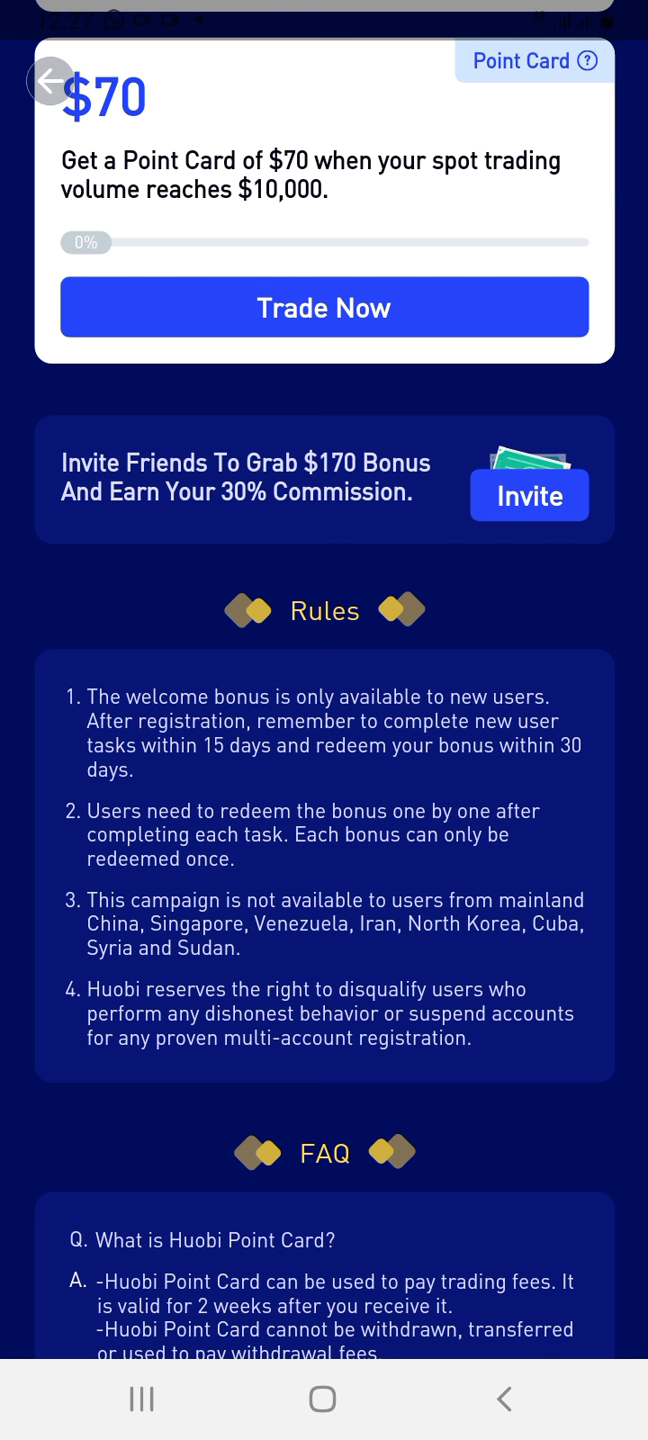 12:27
Point Card ?
$70
Get a Point Card of $70 when your spot trading
volume reaches $10,000.
0%
Trade Now
Invite Friends To Grab $170 Bonus
And Earn Your 30% Commission.
Invite
Rules
1. The welcome bonus is only available to new users.
After registration, remember to complete new user
tasks within 15 days and redeem your bonus within 30
days.
2. Users need to redeem the bonus one by one after
completing each task. Each bonus can only be
redeemed once.
3. This campaign is not available to users from mainland
China, Singapore, Venezuela, Iran, North Korea, Cuba,
Syria and Sudan.
4. Huobi reserves the right to disqualify users who
perform any dishonest behavior or suspend accounts
for any proven multi-account registration.
FAQ
Q. What is Huobi Point Card?
A. -Huobi Point Card can be used to pay trading fees. It
is valid for 2 weeks after you receive it.
-Huobi Point Card cannot be withdrawn, transferred
or used to pay withdrawal fees.